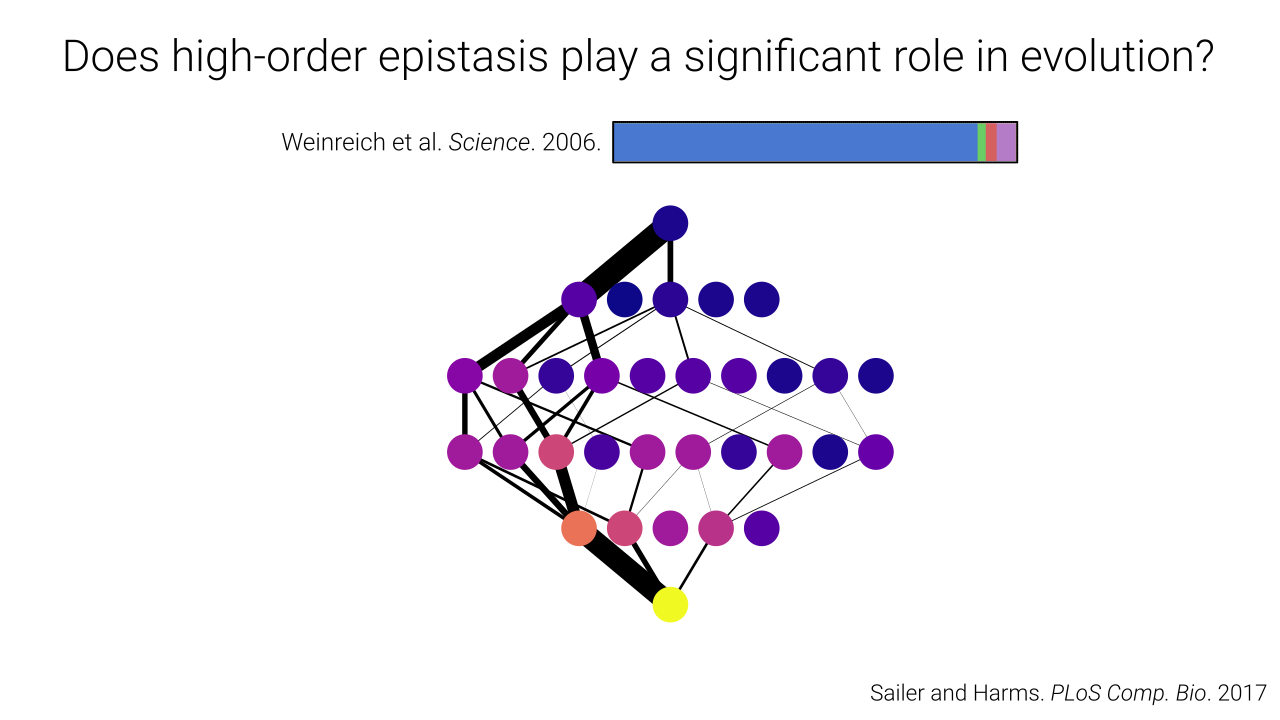 Does high-order epistasis play a significant role in evolution?
Weinreich et al. Science. 2006.
Sailer and Harms. PLoS Comp. Bio. 2017